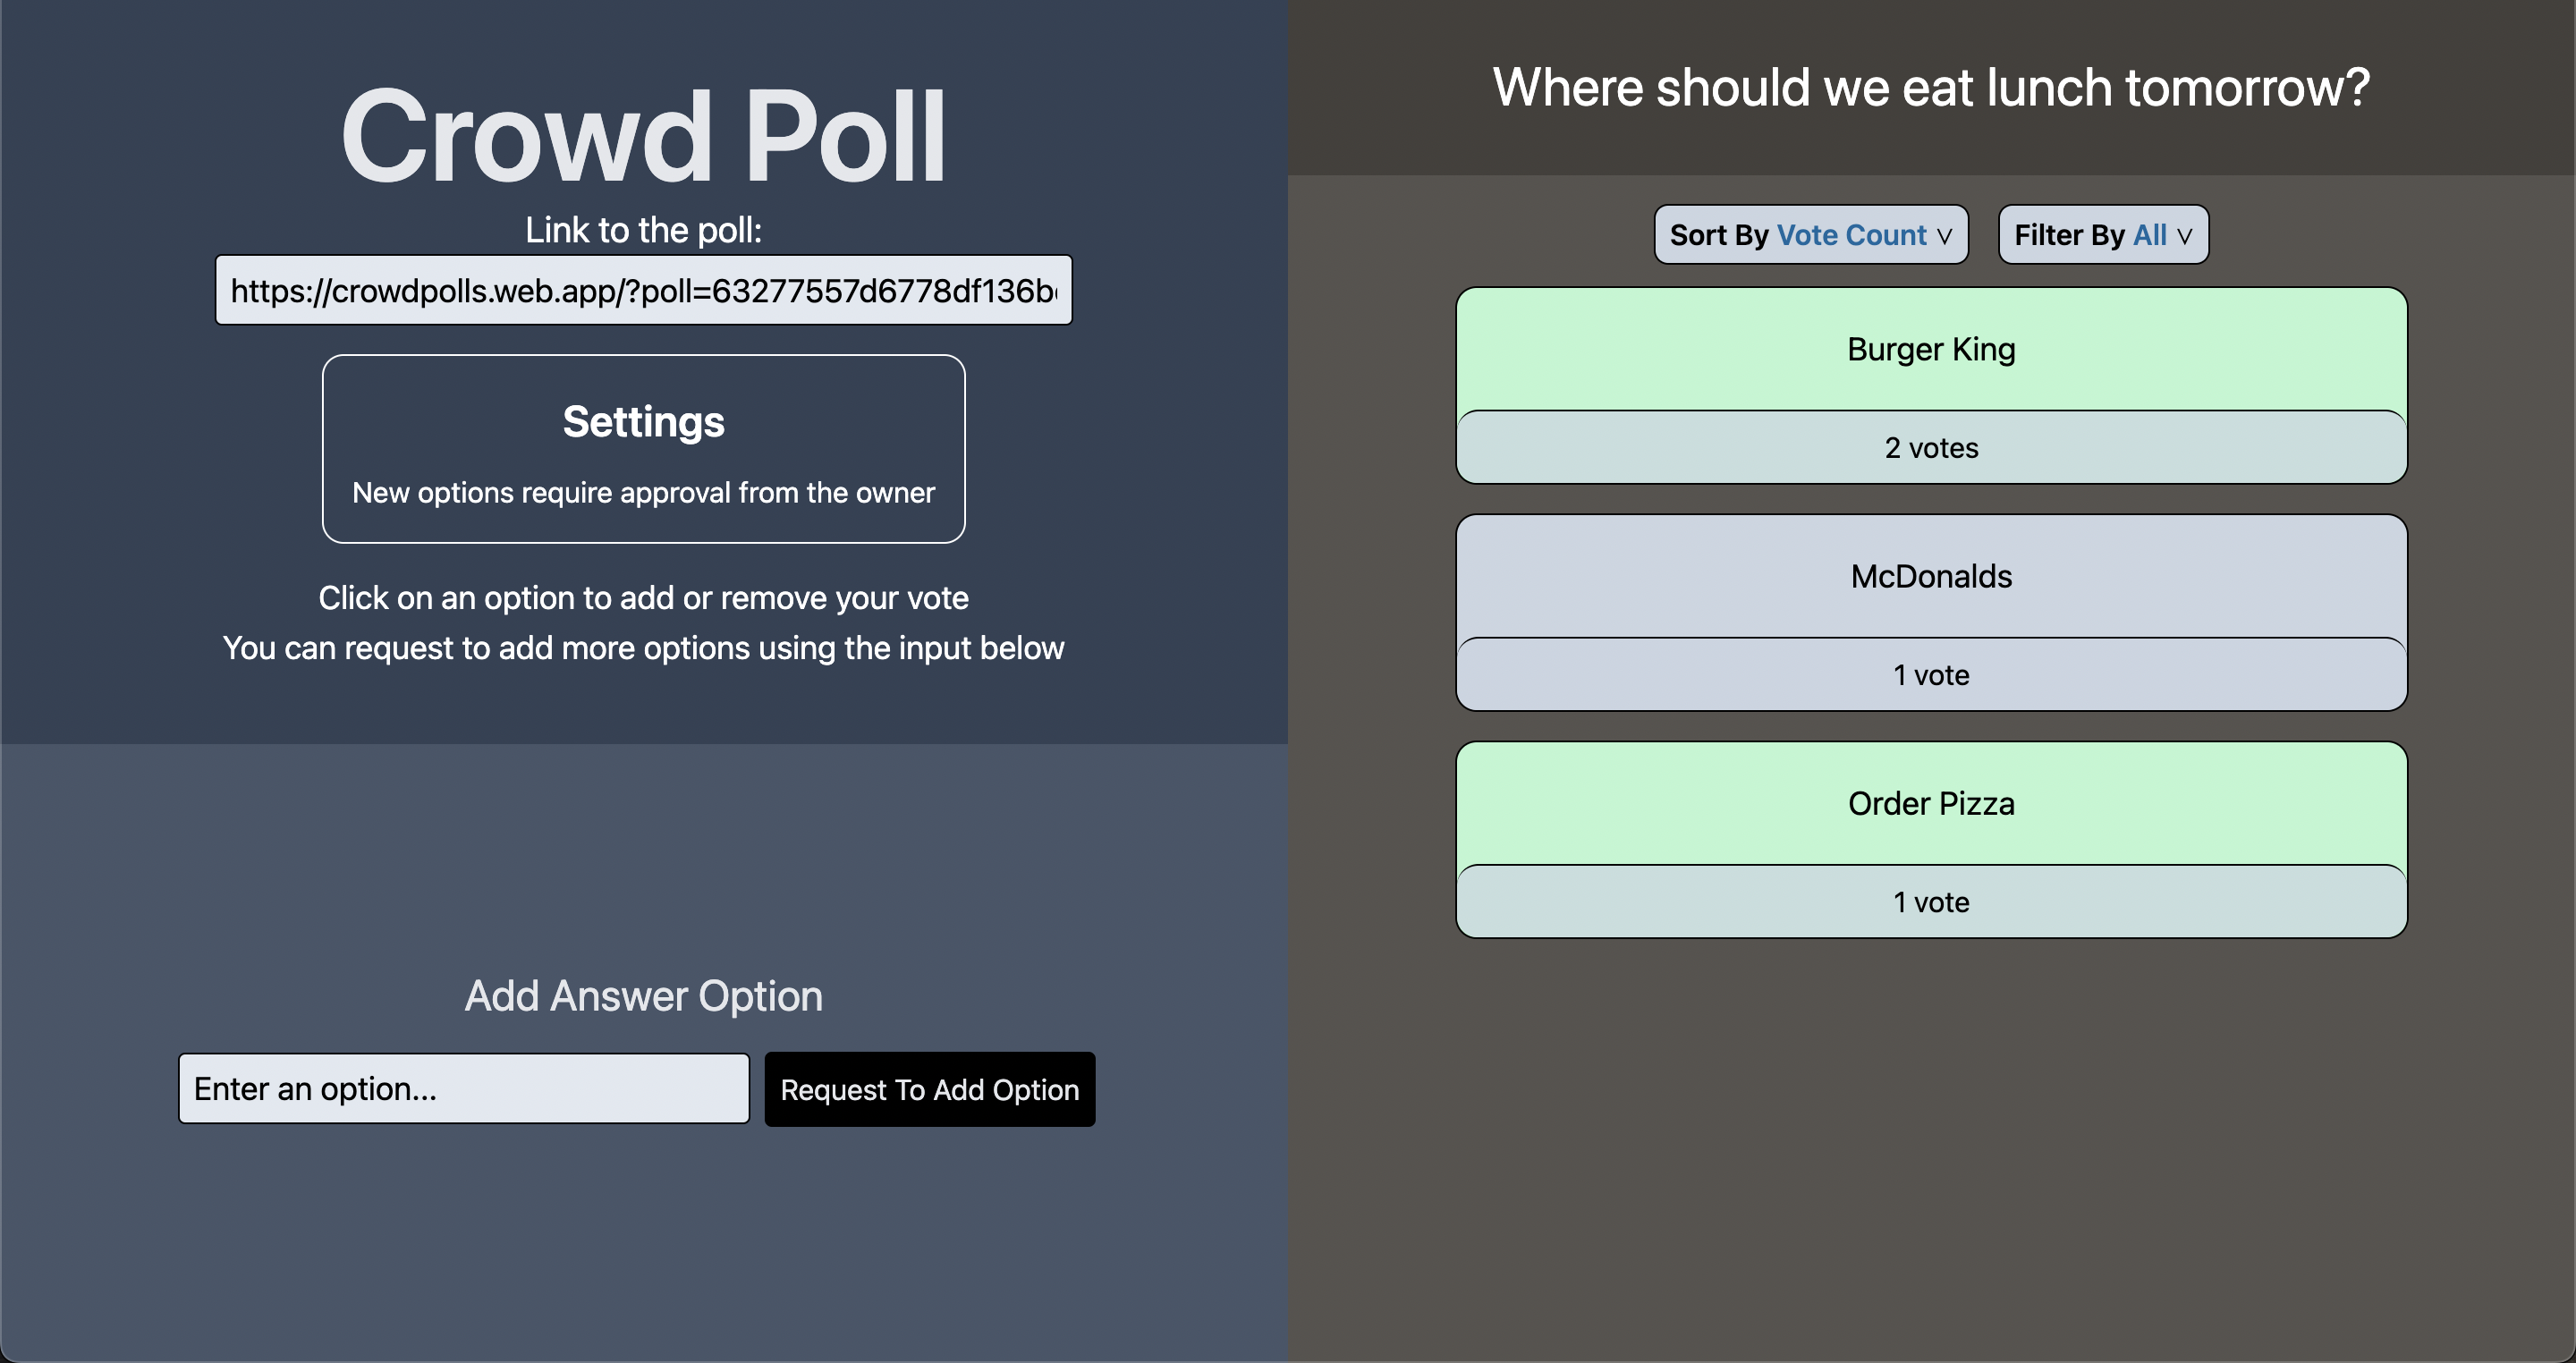 Crowd Poll
Link to the poll:
https://crowdpolls.web.app/?poll=63277557d6778df136b
Settings
New options require approval from the owner
Click on an option to add or remove your vote
You can request to add more options using the input below
Add Answer Option
Enter an option...
Request To Add Option
Where should we eat lunch tomorrow?
Sort By Vote Count ∨
Filter By All ∨
Burger King
2 votes
McDonalds
1 vote
Order Pizza
1 vote